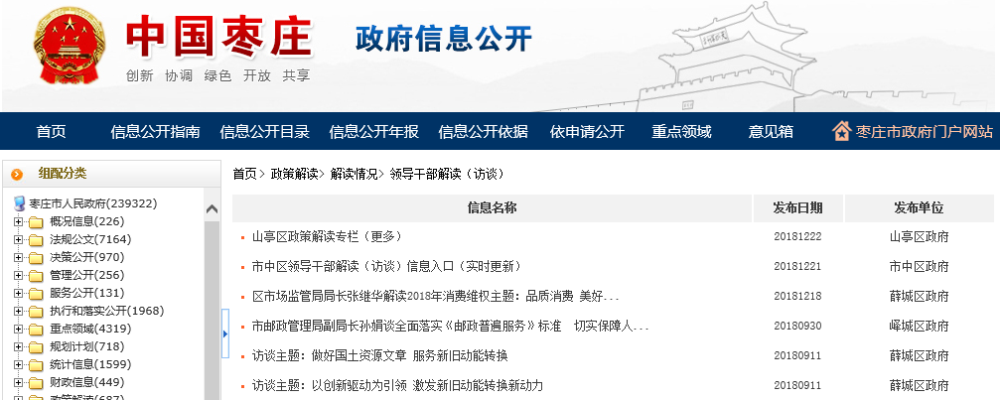 中国枣庄
政府信息公开
创新 协调 绿色 开放 共享
首页 信息公开指南 信息公开目录 信息公开年报 信息公开依据 依申请公开 重点领域 意见箱 枣庄市政府门户网站
组配分类
枣庄市人民政府(239322)
概况信息(226)
法规公文(7164)
决策公开(970)
管理公开(256)
服务公开(131)
执行和落实公开(1968)
重点领域(4319)
规划计划(718)
统计信息(1599)
财政信息(449)
政策解读(687)
首页> 政策解读> 解读情况> 领导干部解读（访谈）
信息名称 发布日期 发布单位
山亭区政策解读专栏（更多） 20181222 山亭区政府
市中区领导干部解读（访谈）信息入口（实时更新） 20181221 市中区政府
区市场监管局局长张继华解读2018年消费维权主题：品质消费 美好... 20181218 薛城区政府
市邮政管理局副局长孙娟谈全面落实《邮政普遍服务》标准　切实保障人... 20180930 峄城区政府
访谈主题：做好国土资源文章 服务新旧动能转换 20180911 薛城区政府
访谈主题：以创新驱动为引领 激发新旧动能转换新动力 20180911 薛城区政府